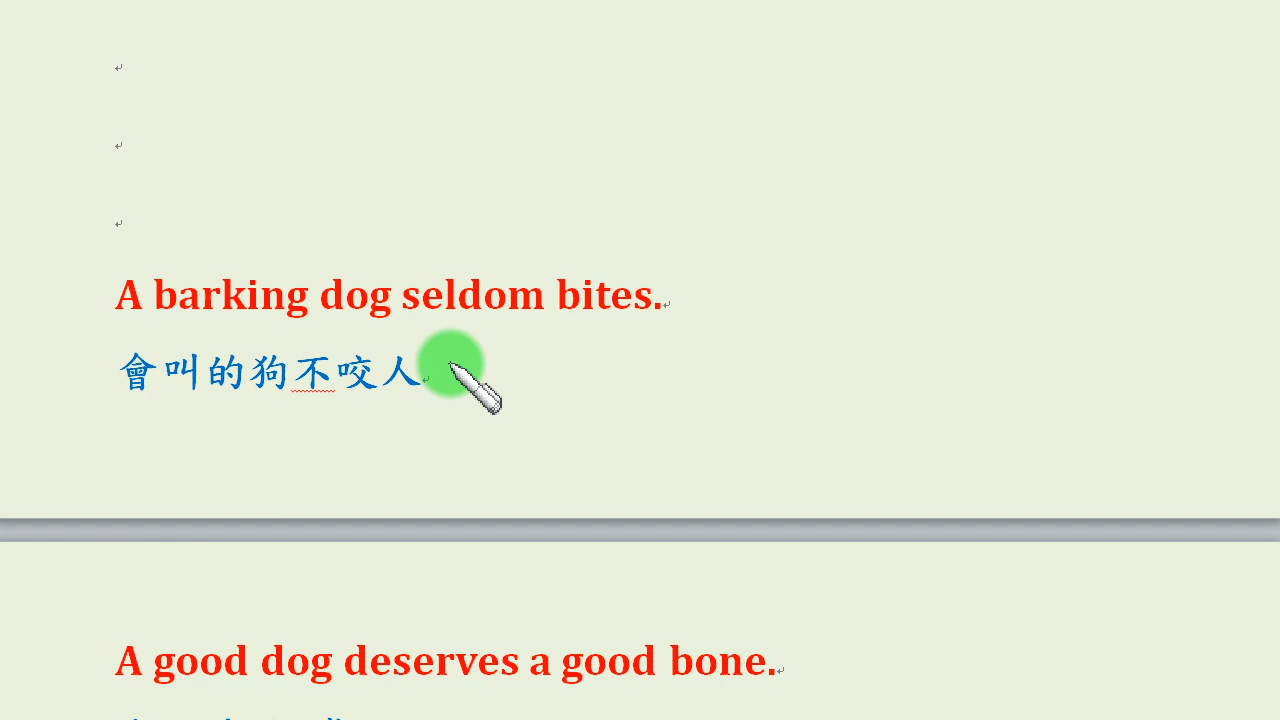 A barking dog seldom bites.
會叫的狗不咬人
A good dog deserves a good bone.